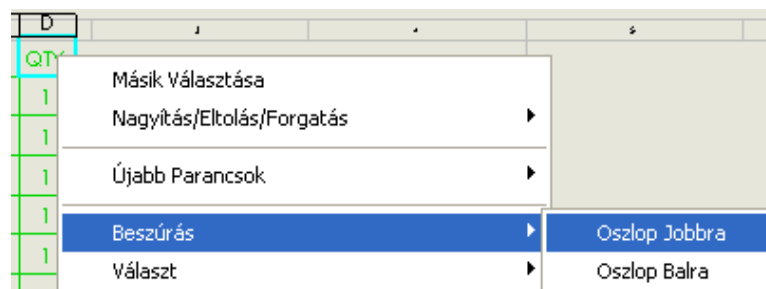 D
QTY
1
Másik Választása
Nagyítás/Eltolás/Forgatás
1
1
Újabb Parancsok
1
Beszúrás
Oszlop Jobbra
1
Választ
Oszlop Balra